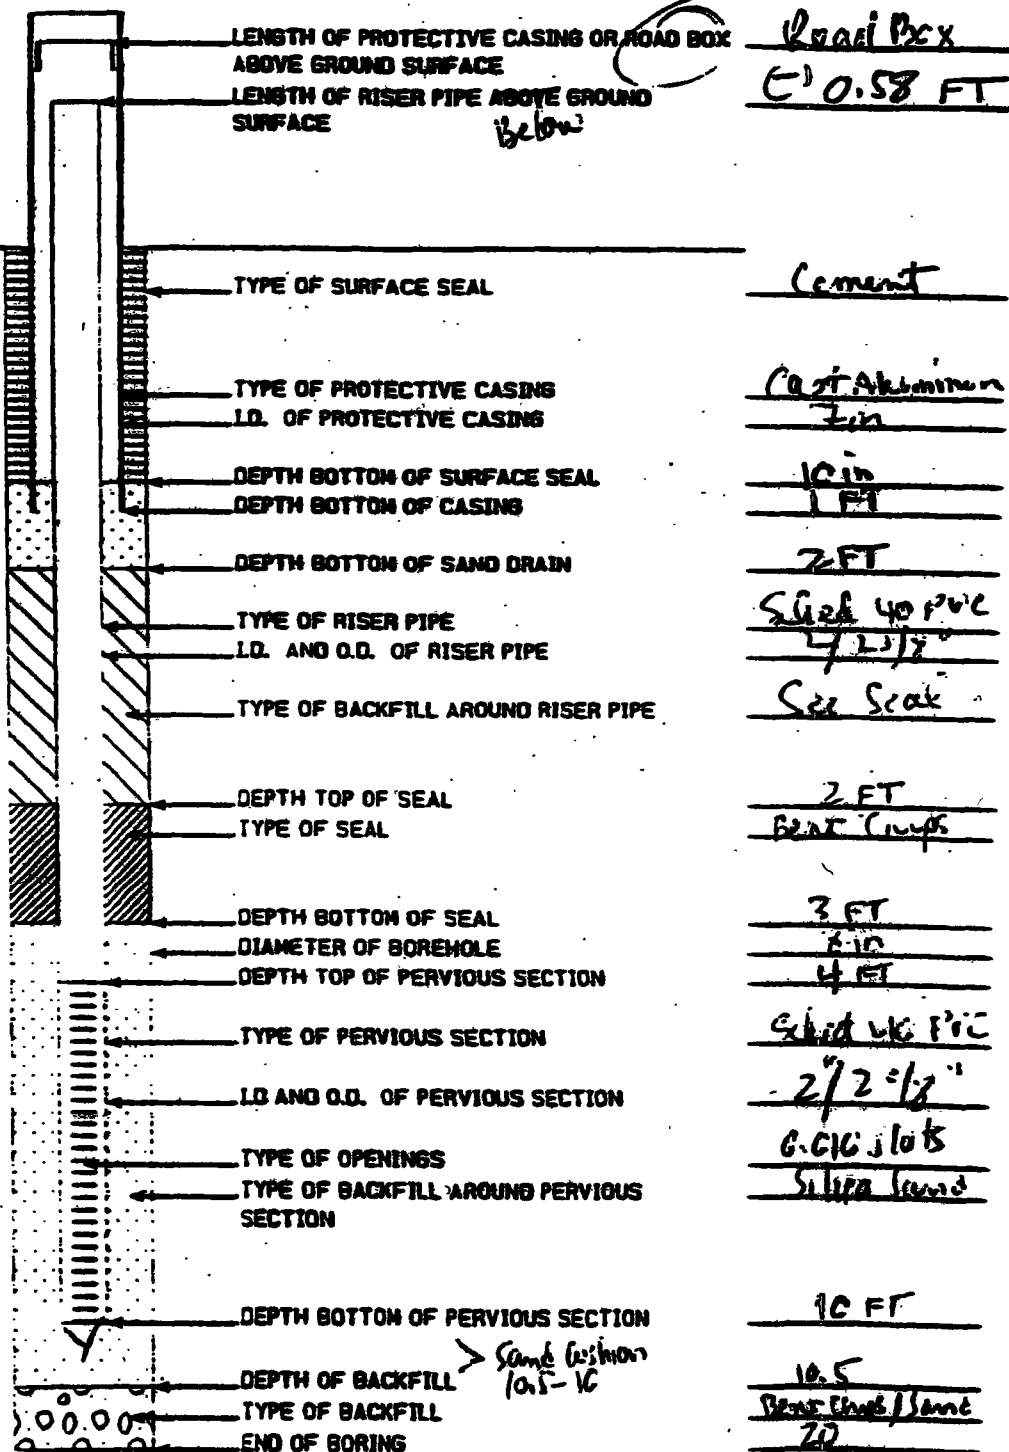 LENGTH OF PROTECTIVE CASING OR ROAD BOX Road Box
ABOVE GROUND SURFACE
LENGTH OF RISER PIPE ABOVE GROUND (-) 0.58 FT
SURFACE Below
TYPE OF SURFACE SEAL Cement
TYPE OF PROTECTIVE CASING Cast Aluminum
I.D. OF PROTECTIVE CASING 7in
DEPTH BOTTOM OF SURFACE SEAL 10 in
DEPTH BOTTOM OF CASING 1 FT
DEPTH BOTTOM OF SAND DRAIN 2 FT
TYPE OF RISER PIPE Sched 40 PVC
I.D. AND O.D. OF RISER PIPE
TYPE OF BACKFILL AROUND RISER PIPE See Seal
DEPTH TOP OF SEAL 2 FT
TYPE OF SEAL Bent Chips
DEPTH BOTTOM OF SEAL 3 FT
DIAMETER OF BOREHOLE
DEPTH TOP OF PERVIOUS SECTION 4 FT
TYPE OF PERVIOUS SECTION Sched 40 PVC
I.D AND O.D. OF PERVIOUS SECTION
TYPE OF OPENINGS 0.010 slots
TYPE OF BACKFILL AROUND PERVIOUS Silica Sand
SECTION
DEPTH BOTTOM OF PERVIOUS SECTION 10 FT
> Sand Cushion
DEPTH OF BACKFILL 10.5-10 10.5
TYPE OF BACKFILL Bent Chips/Sand
END OF BORING 20